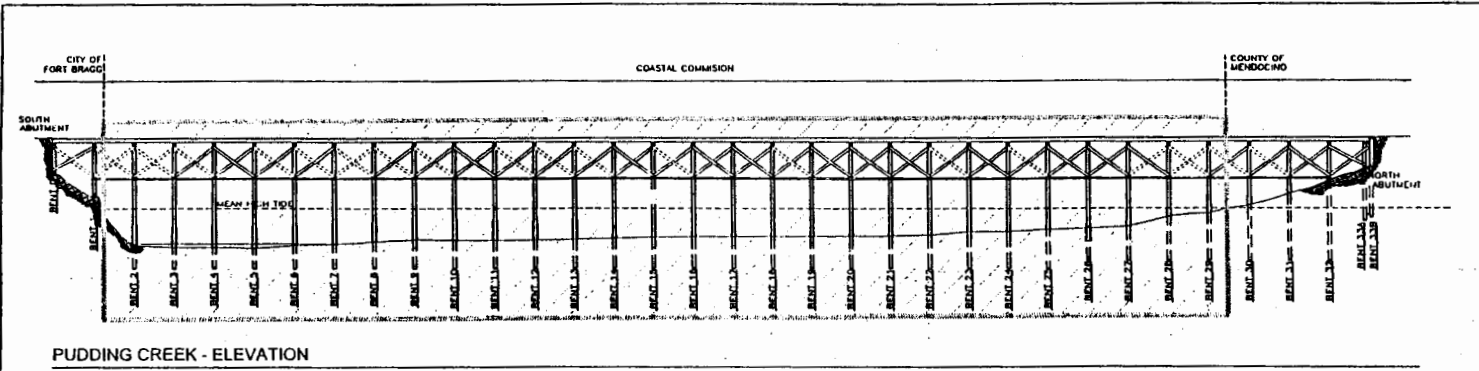 CITY OF
FORT BRAGG
COASTAL COMMISION
COUNTY OF
MENDOCINO
SOUTH
ABUTMENT
NORTH
ABUTMENT
MEAN HIGH TIDE
BENT
BENT
BENT 2
BENT 3
BENT 4
BENT 5
BENT 6
BENT 7
BENT 8
BENT 9
BENT 10
BENT 11
BENT 12
BENT 13
BENT 14
BENT 15
BENT 16
BENT 17
BENT 18
BENT 19
BENT 20
BENT 21
BENT 22
BENT 23
BENT 24
BENT 25
BENT 26
BENT 27
BENT 28
BENT 29
BENT 30
BENT 31
BENT 32
BENT 33A
BENT 33B
PUDDING CREEK - ELEVATION